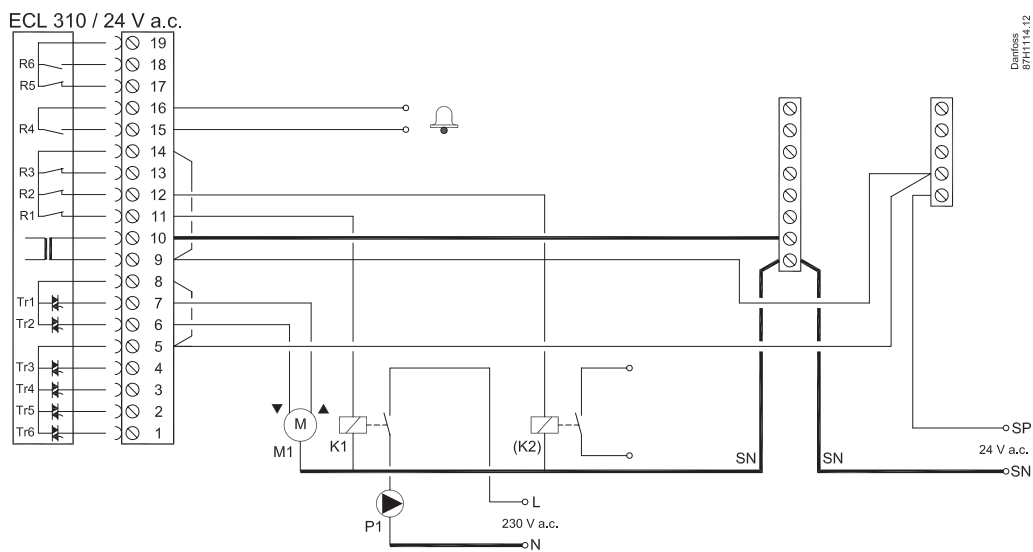 ECL 310 / 24 V a.c.
Danfoss
87H1114.12
19
R6 18
R5 17
16
R4 15
14
R3 13
R2 12
R1 11
10
9
8
Tr1 7
Tr2 6
5
Tr3 4
Tr4 3
Tr5 2
Tr6 1
M
M1
K1
(K2)
SN
SN
SP
24 V a.c.
SN
P1
L
230 V a.c.
N